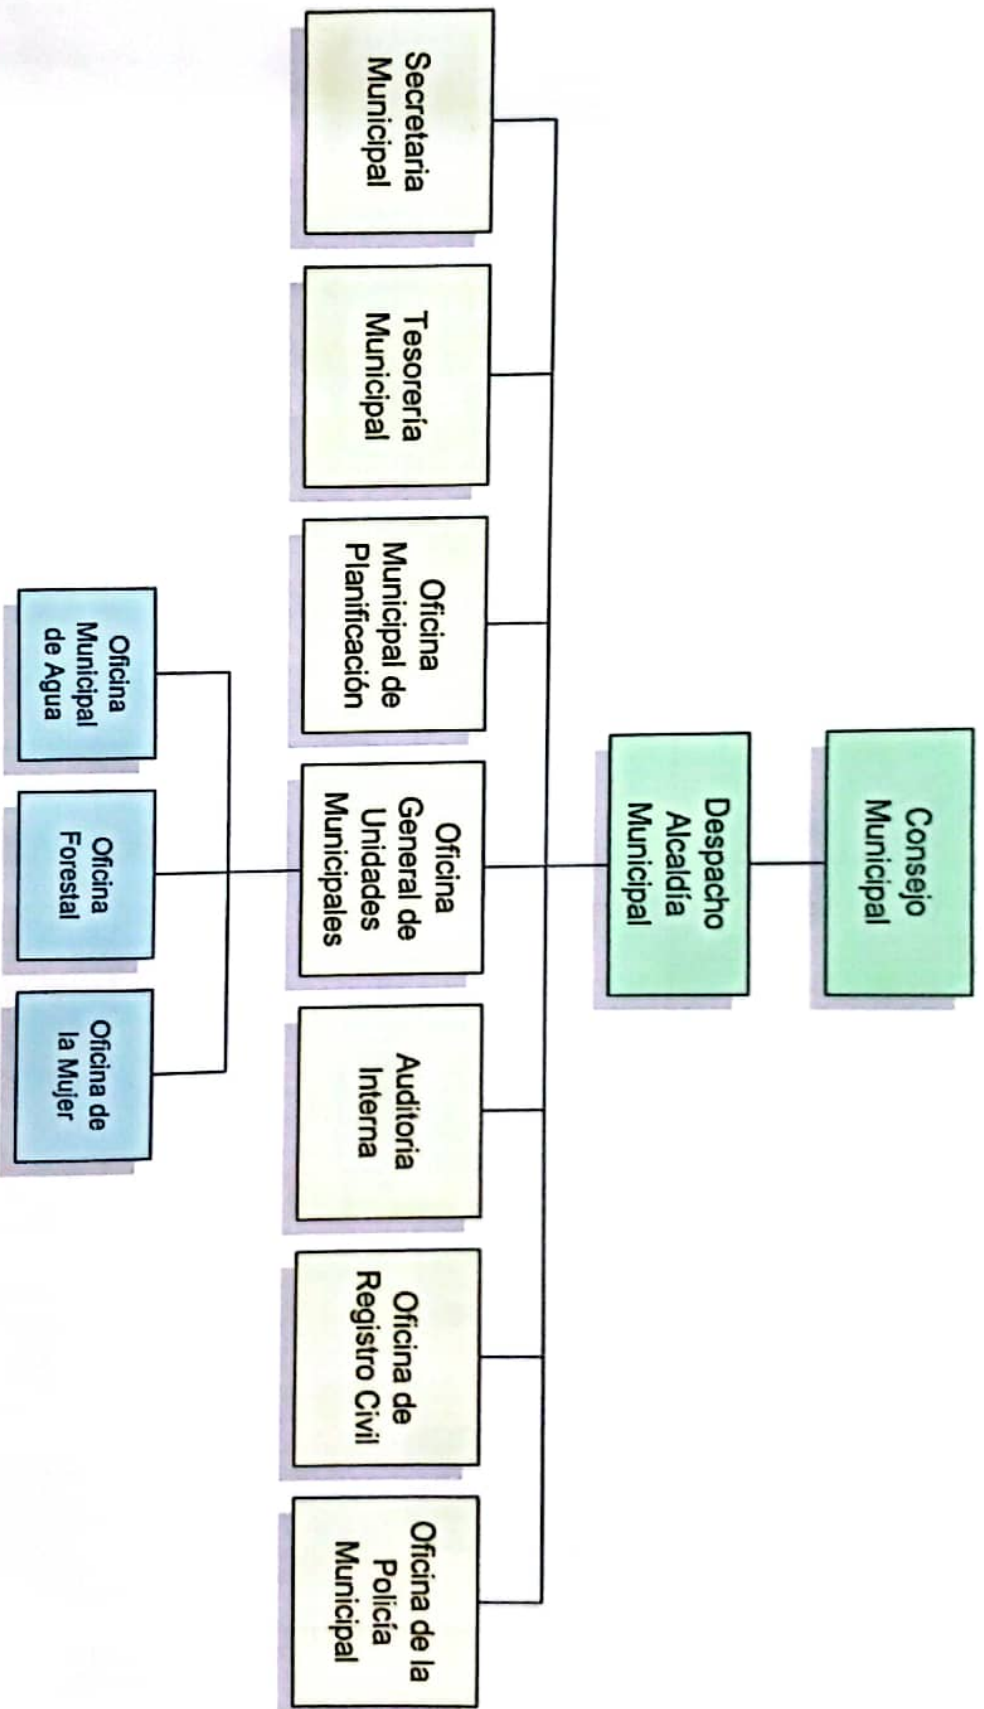 Consejo
Municipal
Despacho
Alcaldía
Municipal
Secretaria
Municipal
Tesorería
Municipal
Oficina
Municipal de
Planificación
Oficina
General de
Unidades
Municipales
Auditoria
Interna
Oficina de
Registro Civil
Oficina de la
Policía
Municipal
Oficina
Municipal
de Agua
Oficina
Forestal
Oficina de
la Mujer